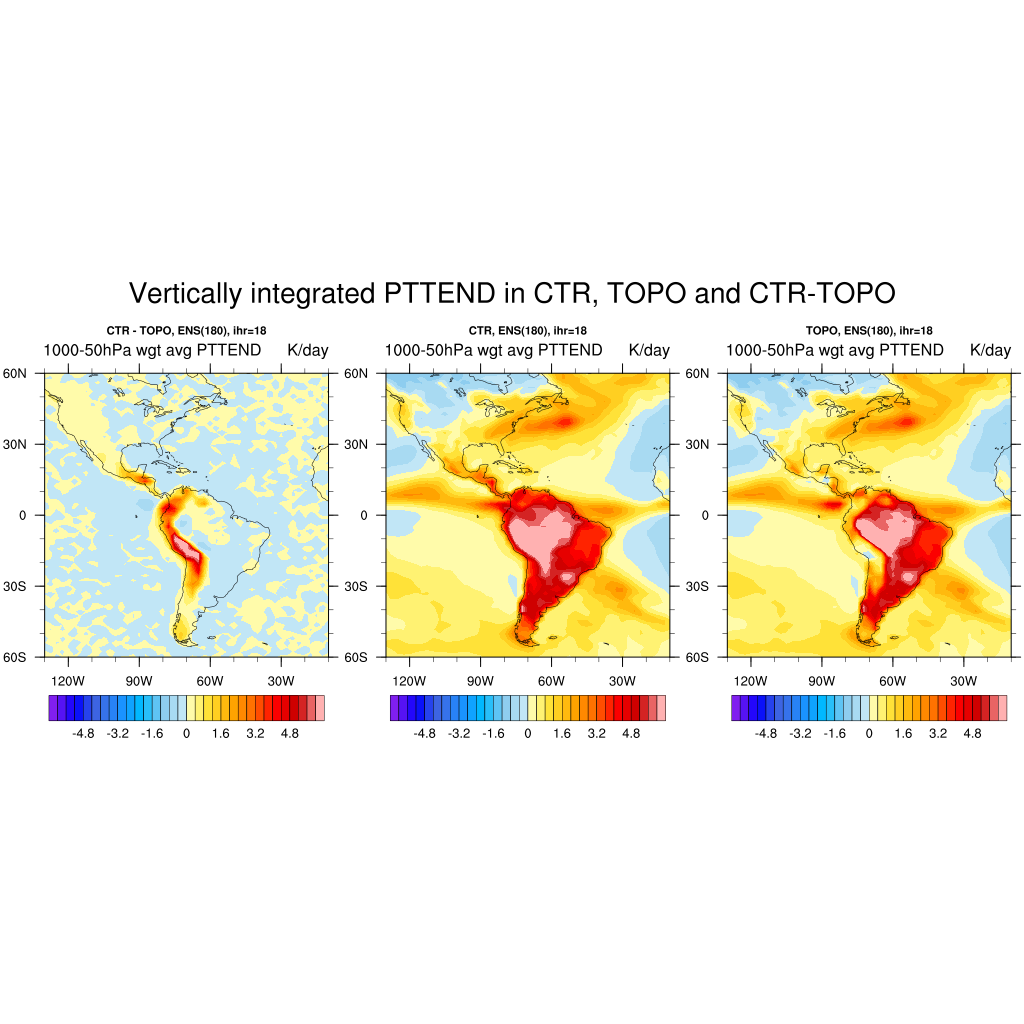 Vertically integrated PTTEND in CTR, TOPO and CTR-TOPO
CTR - TOPO, ENS(180), ihr=18
1000-50hPa wgt avg PTTEND K/day
60N
30N
0
30S
60S
120W 90W 60W 30W
-4.8 -3.2 -1.6 0 1.6 3.2 4.8
CTR, ENS(180), ihr=18
1000-50hPa wgt avg PTTEND K/day
60N
30N
0
30S
60S
120W 90W 60W 30W
-4.8 -3.2 -1.6 0 1.6 3.2 4.8
TOPO, ENS(180), ihr=18
1000-50hPa wgt avg PTTEND K/day
60N
30N
0
30S
60S
120W 90W 60W 30W
-4.8 -3.2 -1.6 0 1.6 3.2 4.8